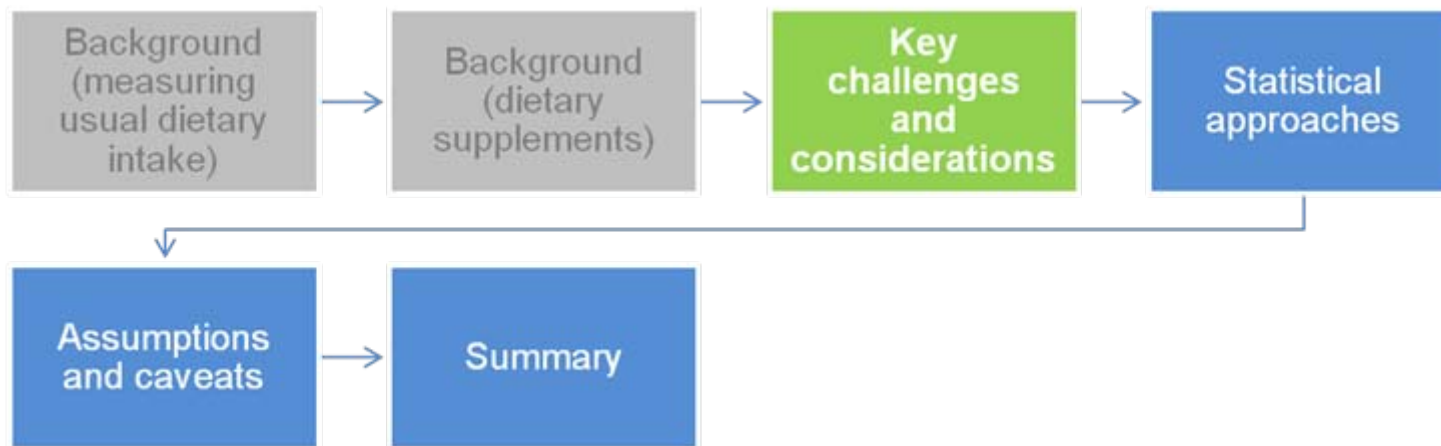 Background
(measuring
usual dietary
intake)
Background
(dietary
supplements)
Key
challenges
and
considerations
Statistical
approaches
Assumptions
and caveats
Summary